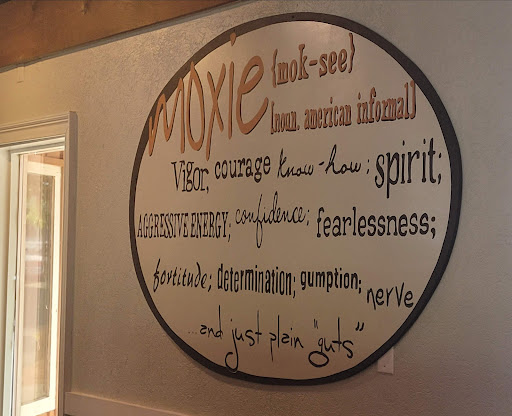 moxie {mok-see}
[noun, american informal]
Vigor, courage know-how; spirit;
AGGRESSIVE ENERGY; confidence; fearlessness;
fortitude; determination; gumption; nerve
...and just plain "guts"